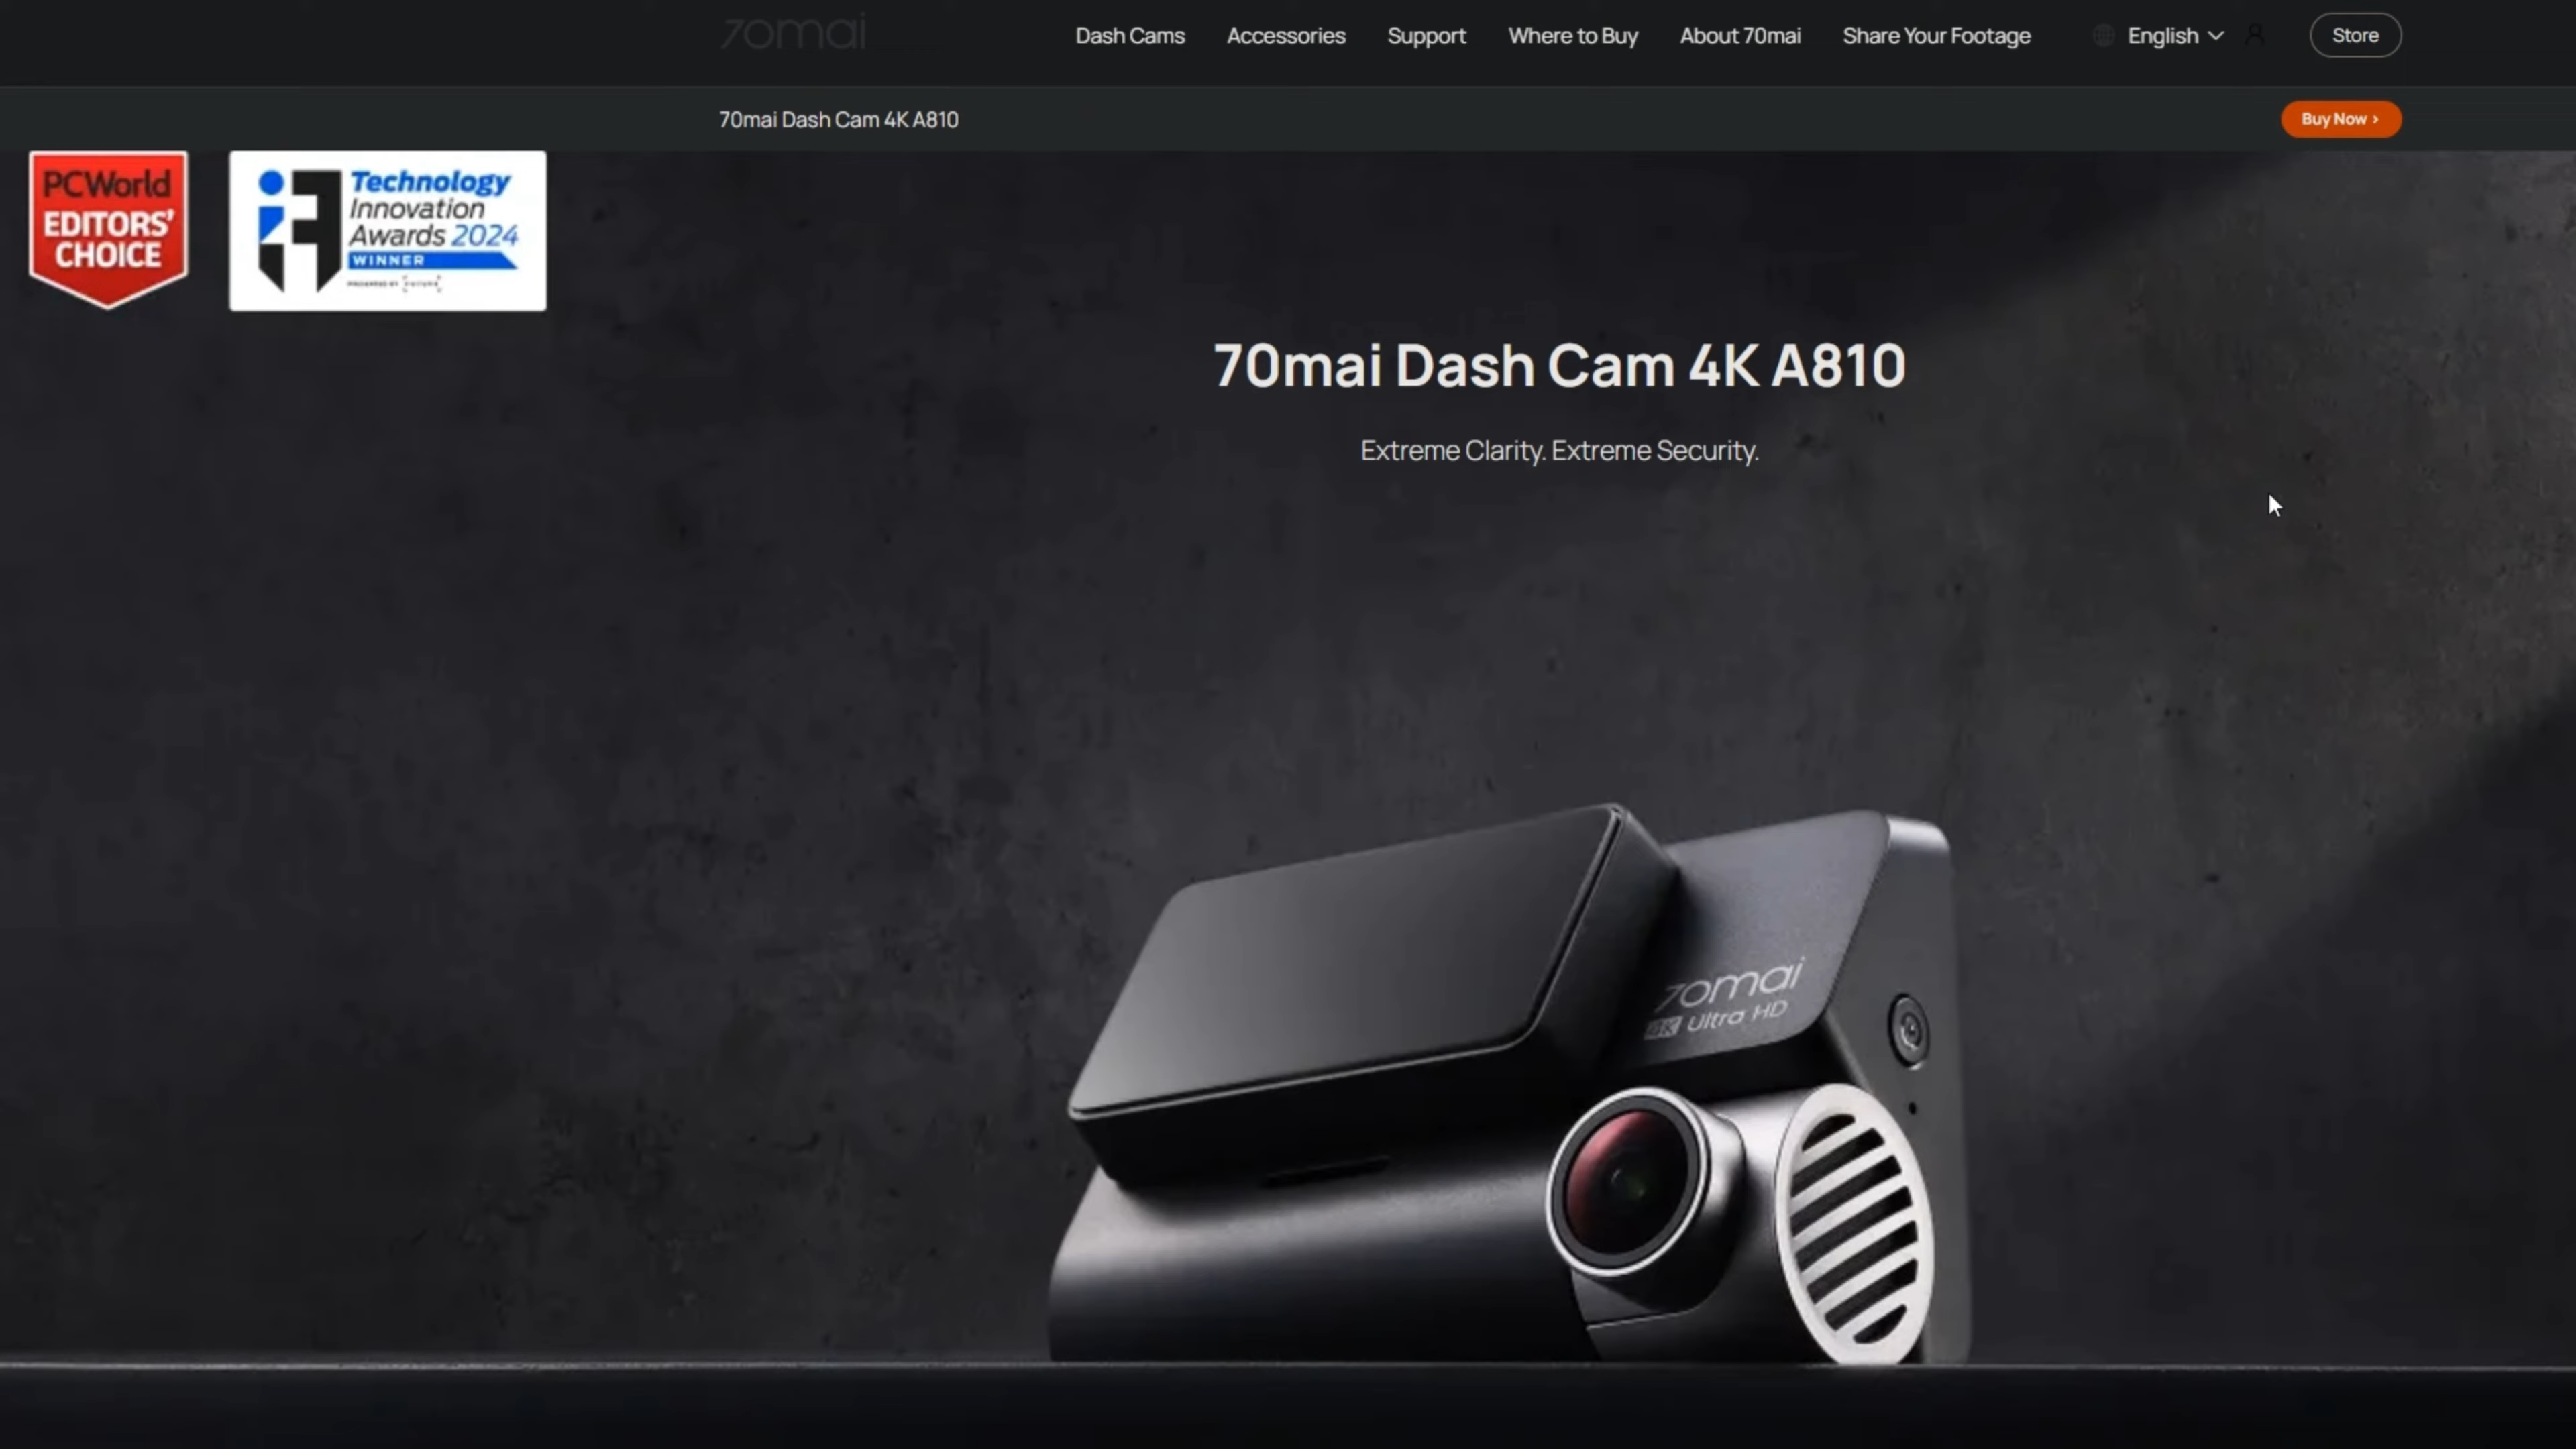 70mai
Dash Cams
Accessories
Support
Where to Buy
About 70mai
Share Your Footage
English
Store
70mai Dash Cam 4K A810
Buy Now >
PCWorld
EDITORS'
CHOICE
Technology
Innovation
Awards 2024
WINNER
70mai Dash Cam 4K A810
Extreme Clarity. Extreme Security.
70mai
4K Ultra HD